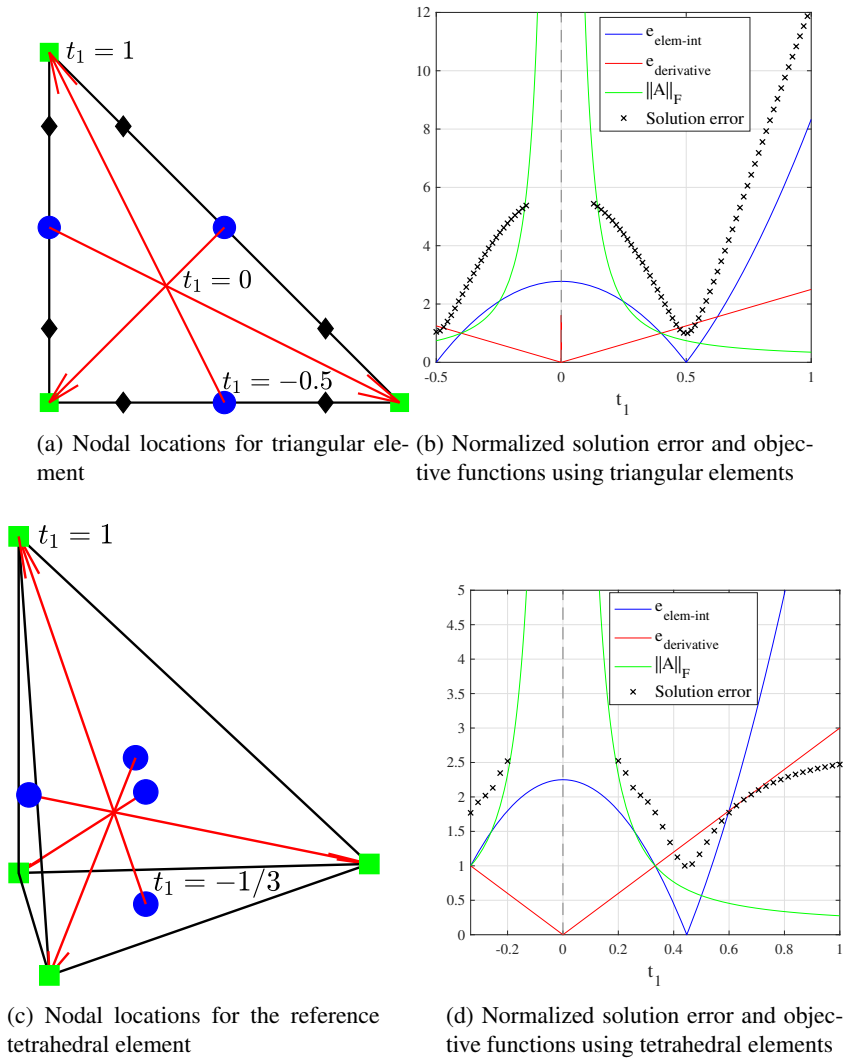 t₁ = 1
t₁ = 0
t₁ = −0.5
(a) Nodal locations for triangular ele-
ment
12
10
8
6
4
2
0
-0.5
0
0.5
1
t₁
e_elem-int
e_derivative
||A||_F
Solution error
(b) Normalized solution error and objec-
tive functions using triangular elements
t₁ = 1
t₁ = −1/3
(c) Nodal locations for the reference
tetrahedral element
5
4.5
4
3.5
3
2.5
2
1.5
1
0.5
0
-0.2
0
0.2
0.4
0.6
0.8
1
t₁
e_elem-int
e_derivative
||A||_F
Solution error
(d) Normalized solution error and objec-
tive functions using tetrahedral elements